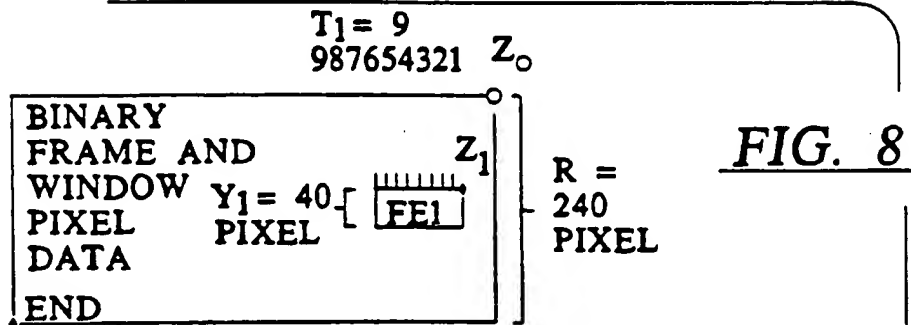 T1 = 9
987654321 Zo
BINARY
FRAME AND
WINDOW
PIXEL
DATA
END
Z1
Y1 = 40
PIXEL
FE1
R =
240
PIXEL
FIG. 8